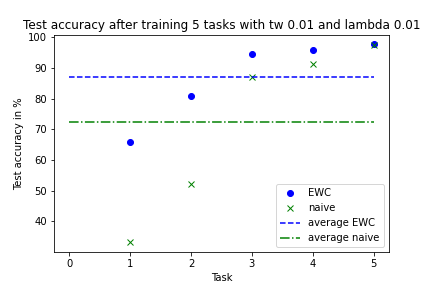 Test accuracy after training 5 tasks with tw 0.01 and lambda 0.01
100
90
80
70
60
50
40
Test accuracy in %
EWC
naive
average EWC
average naive
0 1 2 3 4 5
Task